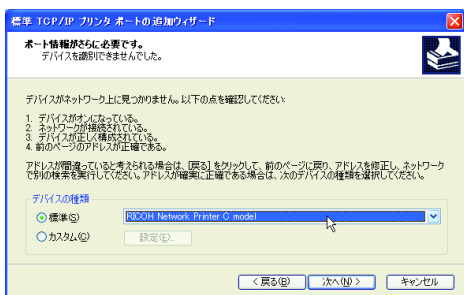 標準 TCP/IP プリンタ ポートの追加ウィザード
ポート情報がさらに必要です。
デバイスを識別できませんでした。
デバイスがネットワーク上に見つかりません。以下の点を確認してください:
1. デバイスがオンになっている。
2. ネットワークが接続されている。
3. デバイスが正しく構成されている。
4. 前のページのアドレスが正確である。
アドレスが間違っていると考えられる場合は、[戻る] をクリックして、前のページに戻り、アドレスを修正し、ネットワーク
で別の検索を実行してください。アドレスが確実に正確である場合は、次のデバイスの種類を選択してください。
デバイスの種類
標準(S) RICOH Network Printer C model
カスタム(C) 設定(E)...
< 戻る(B) 次へ(N) > キャンセル